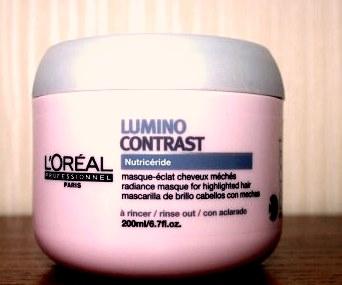 LUMINO
CONTRAST
Nutricéride
L'ORÉAL
PROFESSIONNEL
PARIS
masque-éclat cheveux méchés
radiance masque for highlighted hair
mascarilla de brillo cabellos con mechas
à rincer / rinse out / con aclarado
200ml/6.7fl.oz.